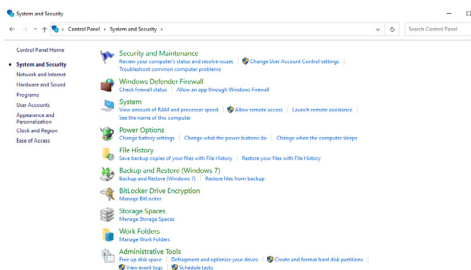 System and Security
Control Panel > System and Security >
Search Control Panel
Control Panel Home
System and Security
Network and Internet
Hardware and Sound
Programs
User Accounts
Appearance and
Personalization
Clock and Region
Ease of Access
Security and Maintenance
Review your computer's status and resolve issues | Change User Account Control settings |
Troubleshoot common computer problems
Windows Defender Firewall
Check firewall status | Allow an app through Windows Firewall
System
View amount of RAM and processor speed | Allow remote access | Launch remote assistance |
See the name of this computer
Power Options
Change battery settings | Change what the power buttons do | Change when the computer sleeps
File History
Save backup copies of your files with File History | Restore your files with File History
Backup and Restore (Windows 7)
Backup and Restore (Windows 7) | Restore files from backup
BitLocker Drive Encryption
Manage BitLocker
Storage Spaces
Manage Storage Spaces
Work Folders
Manage Work Folders
Administrative Tools
Free up disk space | Defragment and optimize your drives | Create and format hard disk partitions |
View event logs | Schedule tasks